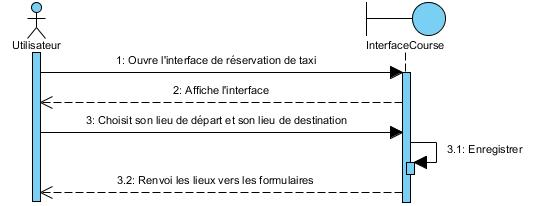 Utilisateur
InterfaceCourse
1: Ouvre l'interface de réservation de taxi
2: Affiche l'interface
3: Choisit son lieu de départ et son lieu de destination
3.1: Enregistrer
3.2: Renvoi les lieux vers les formulaires